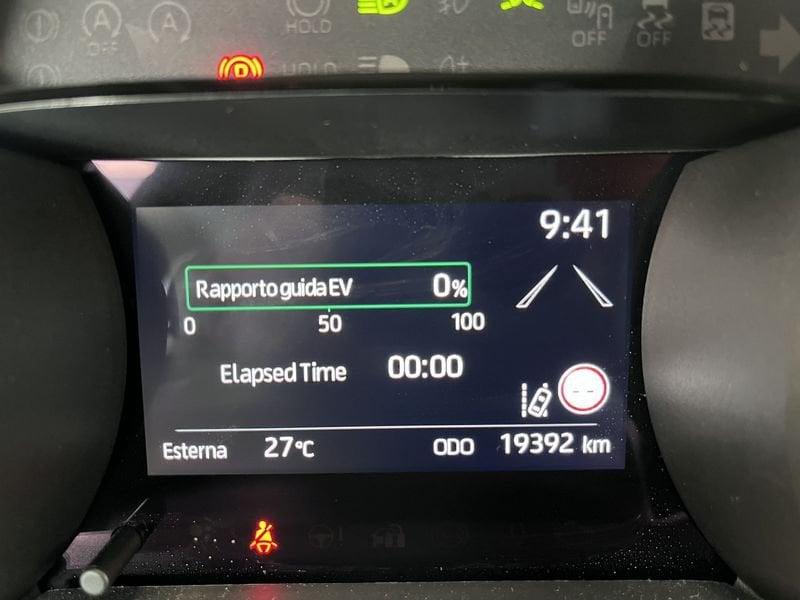 HOLD
OFF
OFF
OFF
HOLD
9:41
Rapporto guida EV 0%
0 50 100
Elapsed Time 00:00
--
Esterna 27°C ODO 19392 km